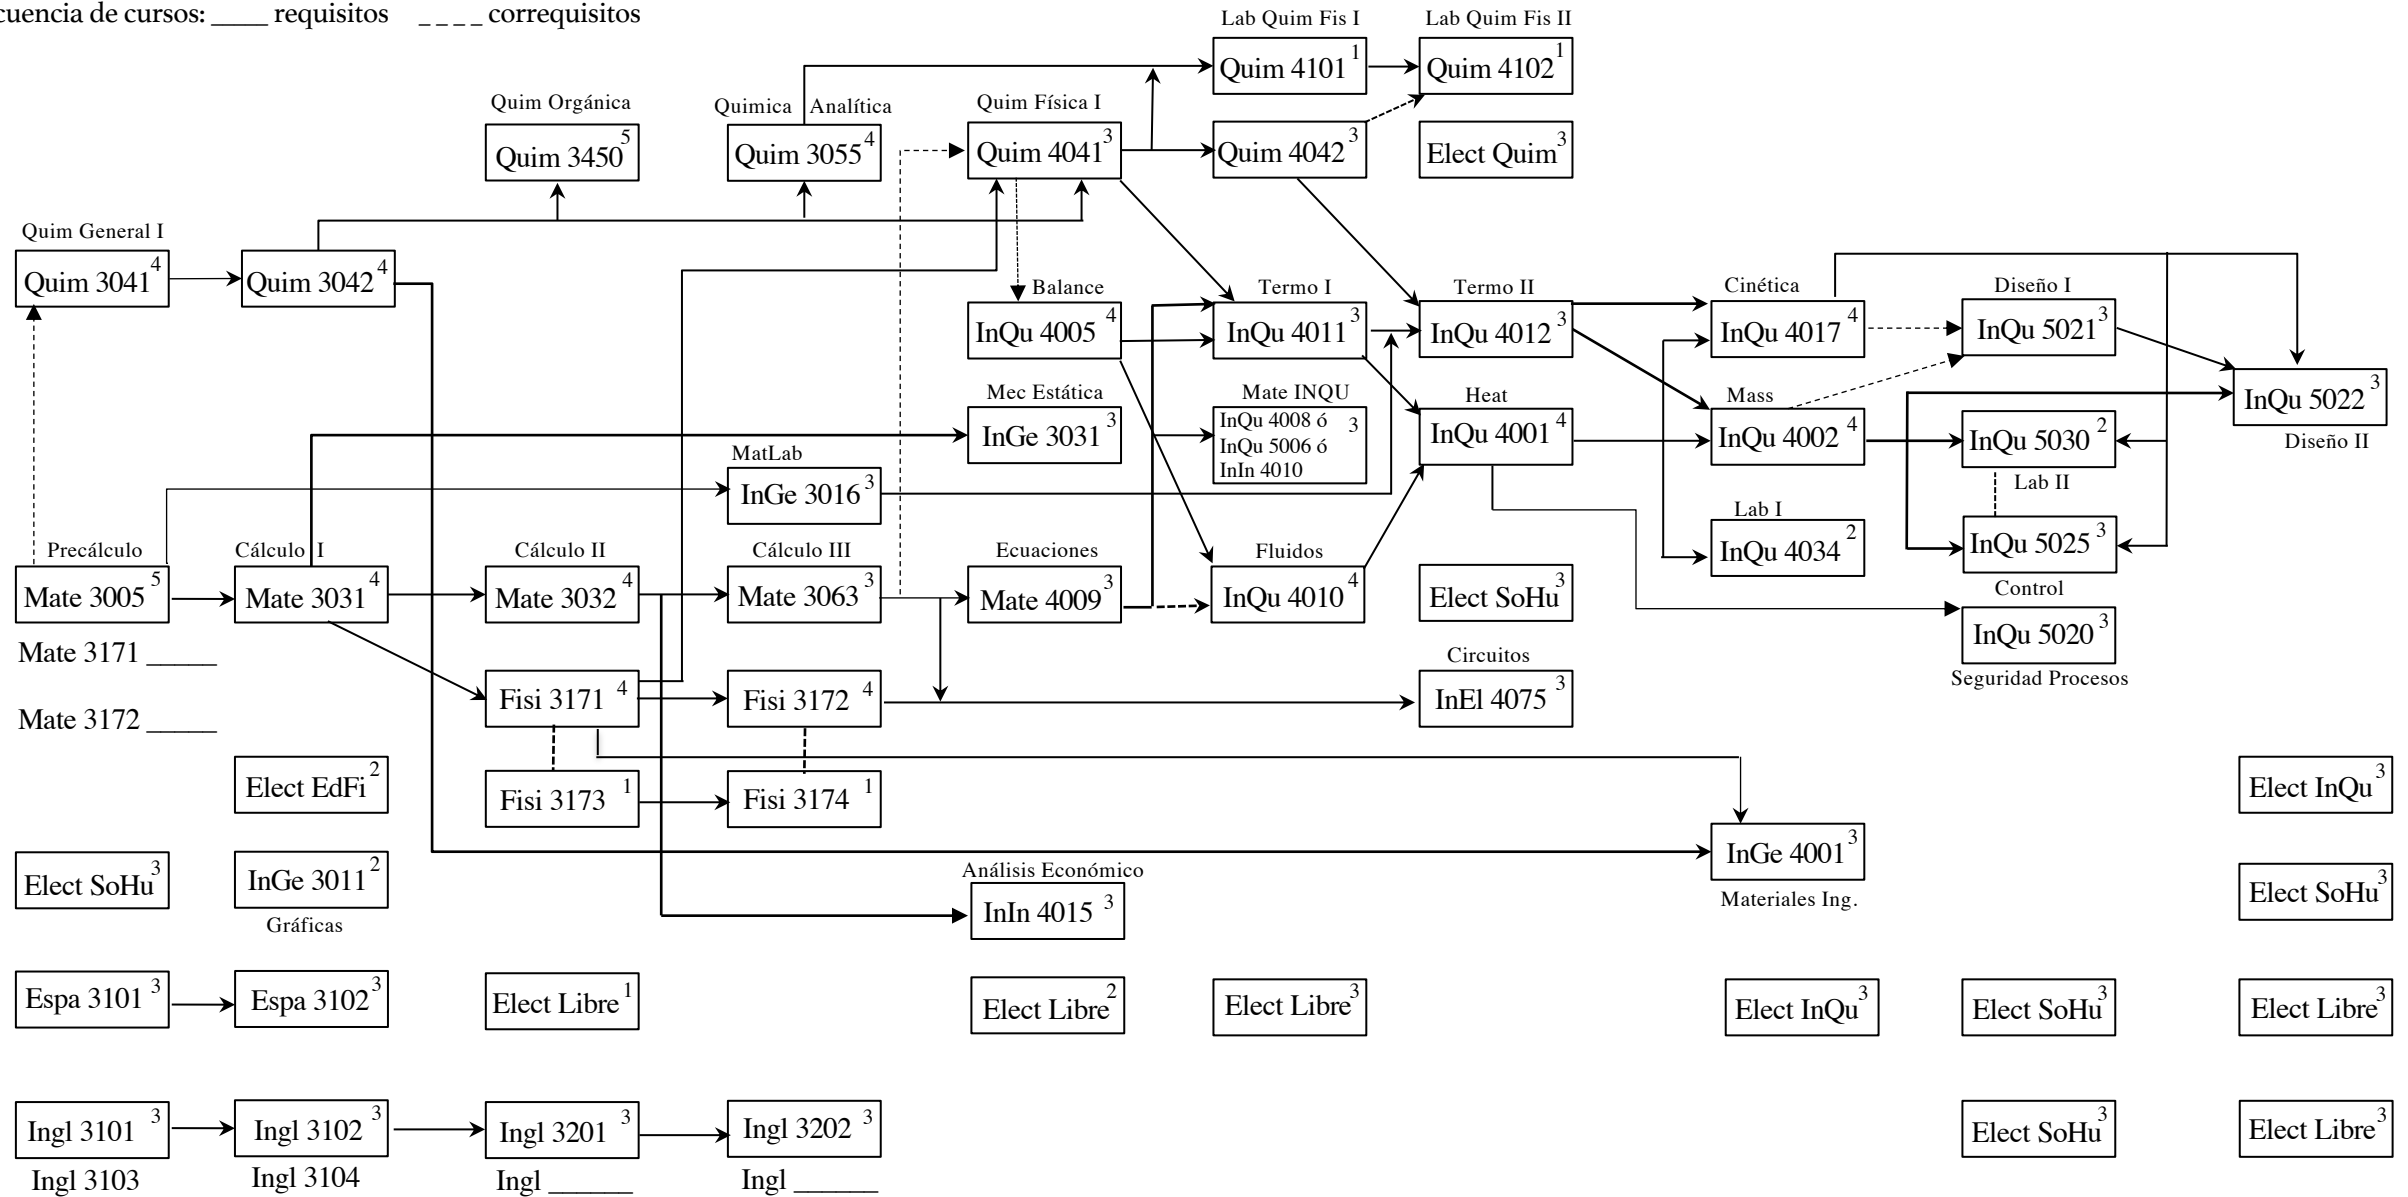 cuencia de cursos: ____ requisitos _ _ _ _ correquisitos
Lab Quim Fis I
Lab Quim Fis II
Quim 4101 1
Quim 4102 1
Quim Orgánica
Quimica Analítica
Quim Física I
Quim 3450 5
Quim 3055 4
Quim 4041 3
Quim 4042 3
Elect Quim 3
Quim General I
Quim 3041 4
Quim 3042 4
Balance
Termo I
Termo II
Cinética
Diseño I
InQu 4005 4
InQu 4011 3
InQu 4012 3
InQu 4017 4
InQu 5021 3
InQu 5022 3
Diseño II
Mec Estática
Mate INQU
Heat
Mass
InGe 3031 3
InQu 4008 ó 3
InQu 5006 ó
InIn 4010
InQu 4001 4
InQu 4002 4
InQu 5030 2
Lab II
MatLab
InGe 3016 3
Lab I
InQu 4034 2
InQu 5025 3
Control
Precálculo
Cálculo I
Cálculo II
Cálculo III
Ecuaciones
Fluidos
Mate 3005 5
Mate 3031 4
Mate 3032 4
Mate 3063 3
Mate 4009 3
InQu 4010 4
Elect SoHu 3
InQu 5020 3
Seguridad Procesos
Mate 3171 _____
Mate 3172 _____
Circuitos
Fisi 3171 4
Fisi 3172 4
InEl 4075 3
Elect EdFi 2
Fisi 3173 1
Fisi 3174 1
Elect InQu 3
Elect SoHu 3
InGe 3011 2
Gráficas
Análisis Económico
InIn 4015 3
InGe 4001 3
Materiales Ing.
Elect SoHu 3
Espa 3101 3
Espa 3102 3
Elect Libre 1
Elect Libre 2
Elect Libre 3
Elect InQu 3
Elect SoHu 3
Elect Libre 3
Ingl 3101 3
Ingl 3102 3
Ingl 3201 3
Ingl 3202 3
Elect SoHu 3
Elect Libre 3
Ingl 3103
Ingl 3104
Ingl ______
Ingl ______